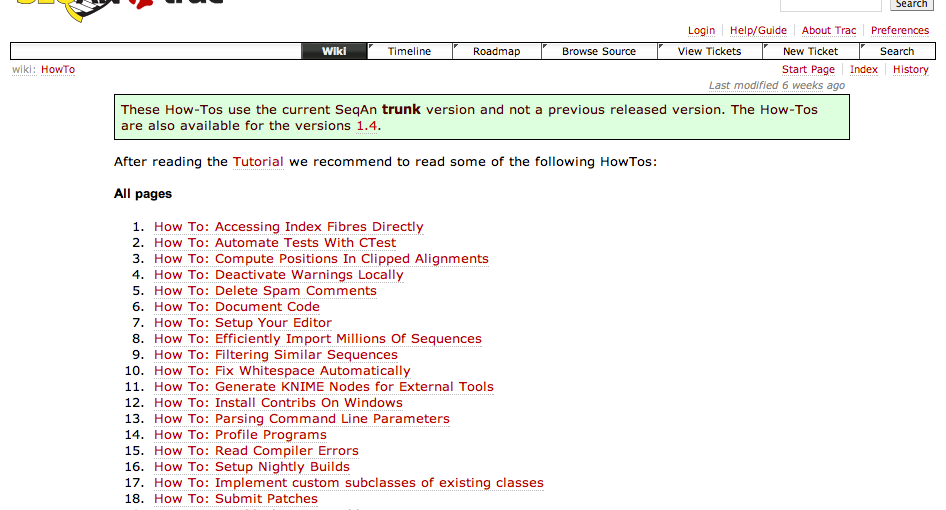 Search
Login Help/Guide About Trac Preferences
Wiki Timeline Roadmap Browse Source View Tickets New Ticket Search
wiki: HowTo Start Page Index History
Last modified 6 weeks ago
These How-Tos use the current SeqAn trunk version and not a previous released version. The How-Tos
are also available for the versions 1.4.
After reading the Tutorial we recommend to read some of the following HowTos:
All pages
1. How To: Accessing Index Fibres Directly
2. How To: Automate Tests With CTest
3. How To: Compute Positions In Clipped Alignments
4. How To: Deactivate Warnings Locally
5. How To: Delete Spam Comments
6. How To: Document Code
7. How To: Setup Your Editor
8. How To: Efficiently Import Millions Of Sequences
9. How To: Filtering Similar Sequences
10. How To: Fix Whitespace Automatically
11. How To: Generate KNIME Nodes for External Tools
12. How To: Install Contribs On Windows
13. How To: Parsing Command Line Parameters
14. How To: Profile Programs
15. How To: Read Compiler Errors
16. How To: Setup Nightly Builds
17. How To: Implement custom subclasses of existing classes
18. How To: Submit Patches